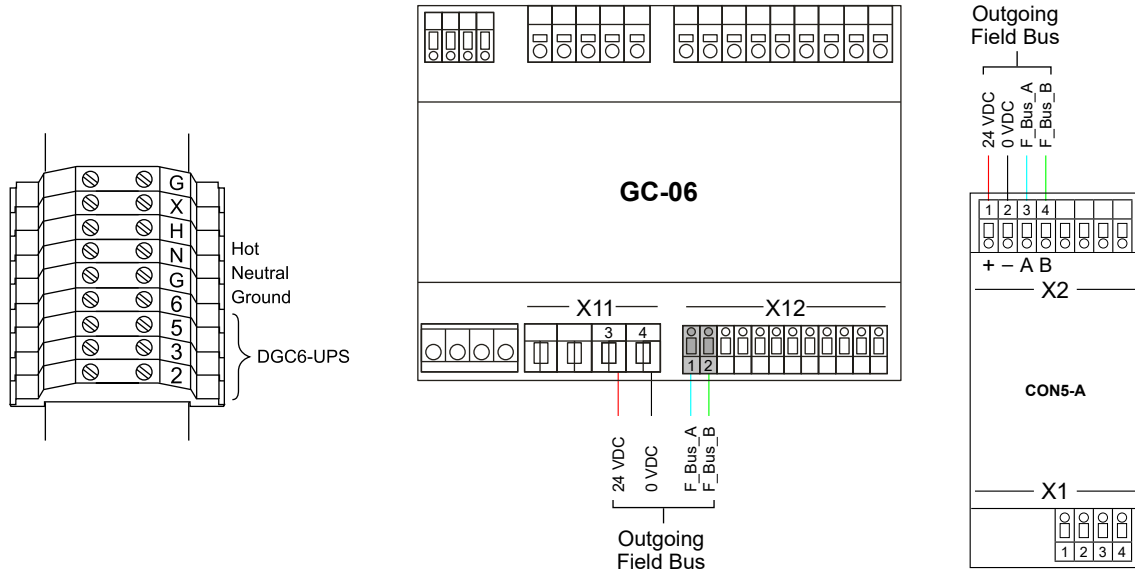 G
X
H
N
G
6
5
3
2
Hot
Neutral
Ground
DGC6-UPS
GC-06
X11
X12
3 4
1 2
24 VDC
0 VDC
F_Bus_A
F_Bus_B
Outgoing
Field Bus
Outgoing
Field Bus
24 VDC
0 VDC
F_Bus_A
F_Bus_B
1 2 3 4
+ – A B
X2
CON5-A
X1
1 2 3 4